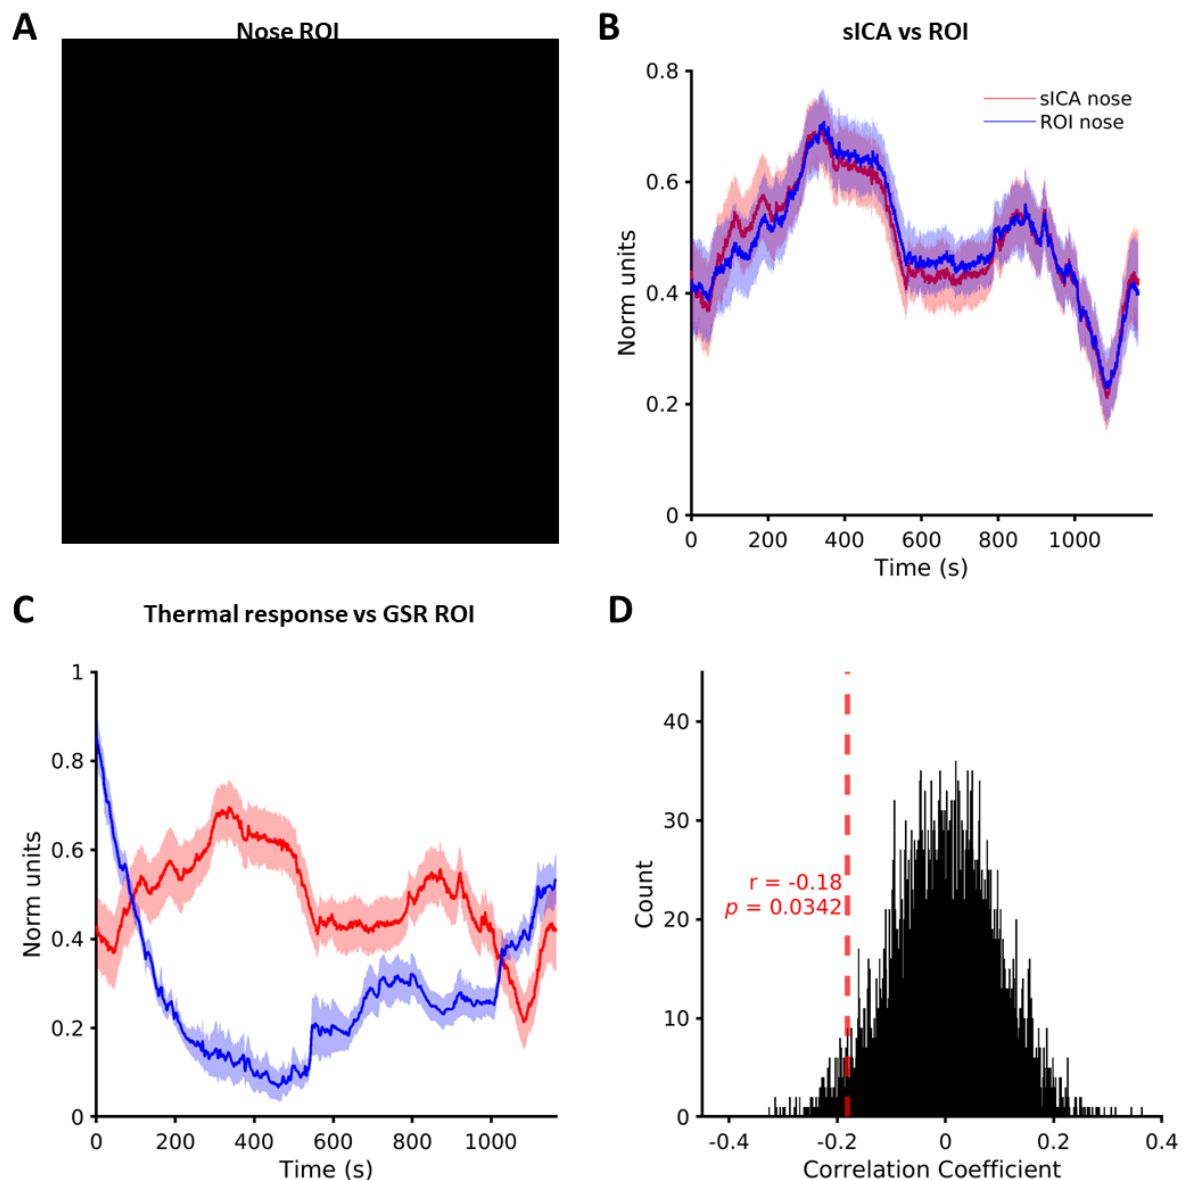 A
Nose ROI
B
sICA vs ROI
0.8
0.6
0.4
0.2
0
Norm units
sICA nose
ROI nose
0 200 400 600 800 1000
Time (s)
C
Thermal response vs GSR ROI
1
0.8
0.6
0.4
0.2
0
Norm units
0 200 400 600 800 1000
Time (s)
D
40
30
20
10
0
Count
r = -0.18
p = 0.0342
-0.4 -0.2 0 0.2 0.4
Correlation Coefficient